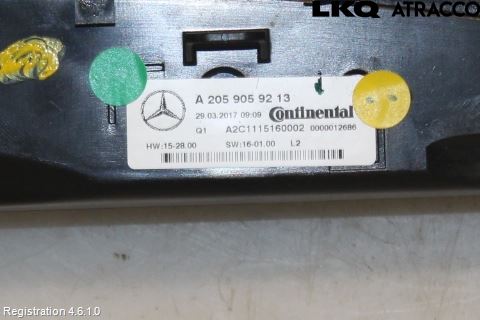 LKQ ATRACCO
A 205 905 92 13
29.03.2017 09:09 Continental
Q1 A2C1115160002 0000012686
HW:15-28.00 SW:16-01.00 L2
Registration 4.6.1.0